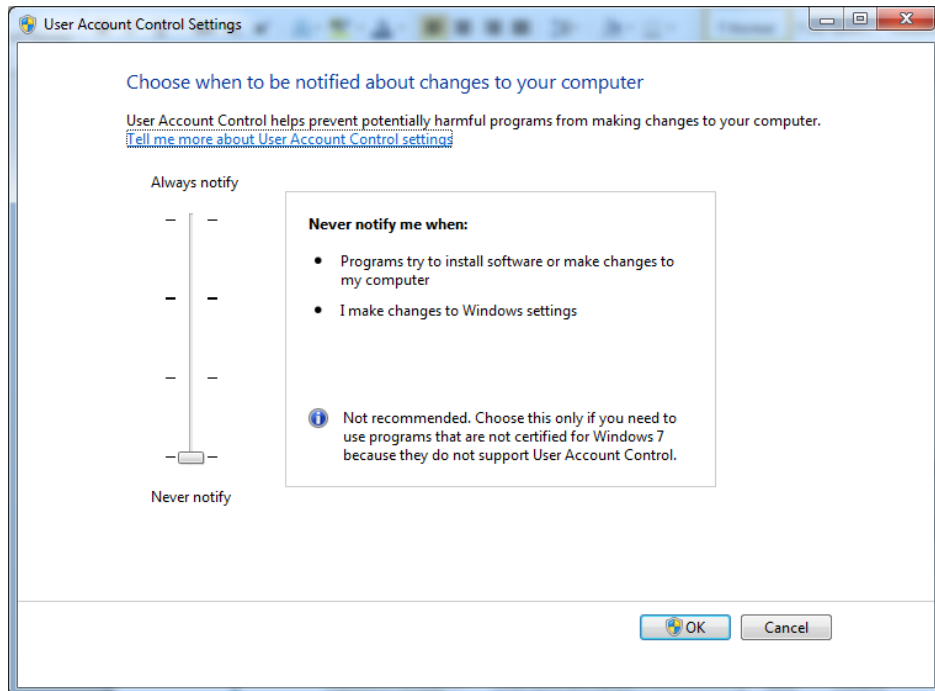 User Account Control Settings
Choose when to be notified about changes to your computer
User Account Control helps prevent potentially harmful programs from making changes to your computer.
Tell me more about User Account Control settings
Always notify
Never notify me when:
• Programs try to install software or make changes to
my computer
• I make changes to Windows settings
Not recommended. Choose this only if you need to
use programs that are not certified for Windows 7
because they do not support User Account Control.
Never notify
OK
Cancel